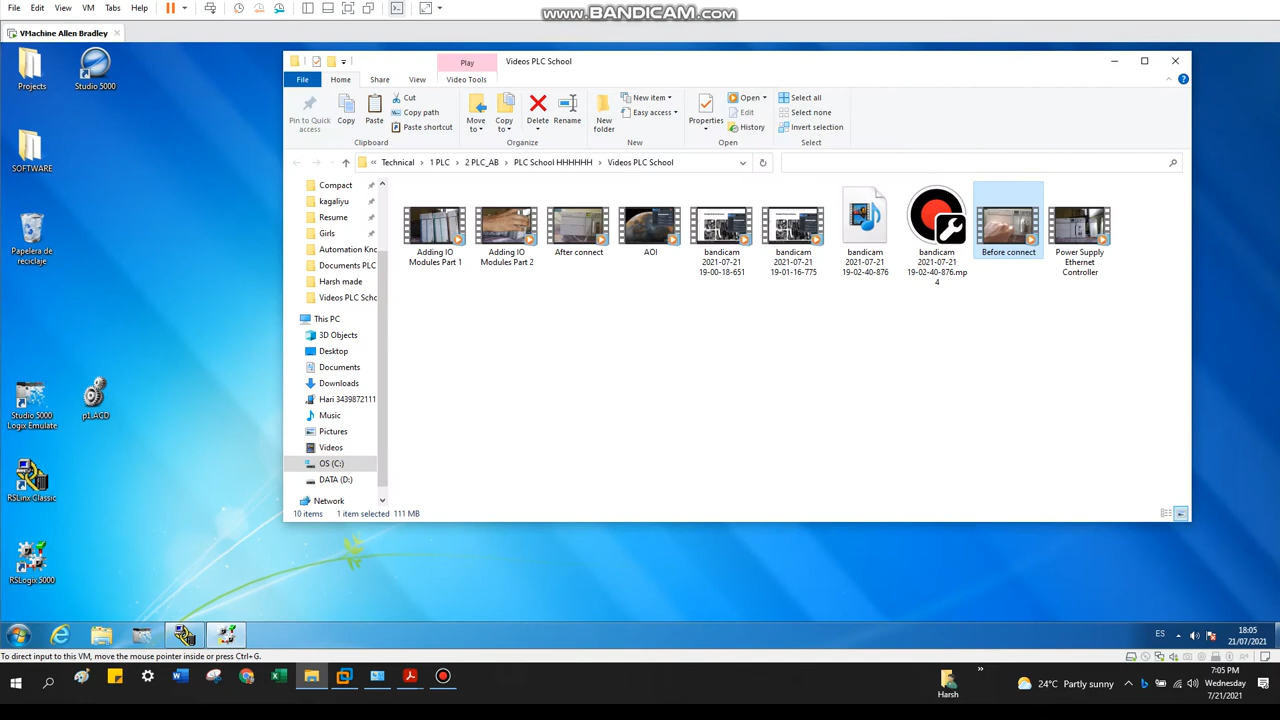 File Edit View VM Tabs Help
www.BANDICAM.com
VMachine Allen Bradley
Projects
Studio 5000
SOFTWARE
Papelera de
reciclaje
Studio 5000
Logix Emulate
p1.AGD
RSLinx Classic
RSLogix 5000
Play
Videos PLC School
File Home Share View Video Tools
Pin to Quick
access
Copy
Paste
Cut
Copy path
Paste shortcut
Clipboard
Move
to
Copy
to
Delete
Rename
Organize
New
folder
New item
Easy access
New
Properties
Open
Edit
History
Open
Select all
Select none
Invert selection
Select
« Technical › 1 PLC › 2 PLC_AB › PLC School HHHHHH › Videos PLC School
Compact
kagaliyu
Resume
Girls
Automation Kno
Documents PLC
Harsh made
Videos PLC Scho
This PC
3D Objects
Desktop
Documents
Downloads
Hari 3439872111
Music
Pictures
Videos
OS (C:)
DATA (D:)
Network
Adding IO
Modules Part 1
Adding IO
Modules Part 2
After connect
AOI
bandicam
2021-07-21
19-00-18-651
bandicam
2021-07-21
19-01-16-775
bandicam
2021-07-21
19-02-40-876
bandicam
2021-07-21
19-02-40-876.mp
4
Before connect
Power Supply
Ethernet
Controller
10 items 1 item selected 111 MB
ES
18:05
21/07/2021
To direct input to this VM, move the mouse pointer inside or press Ctrl+G.
Harsh
24°C Partly sunny
7:05 PM
Wednesday
7/21/2021